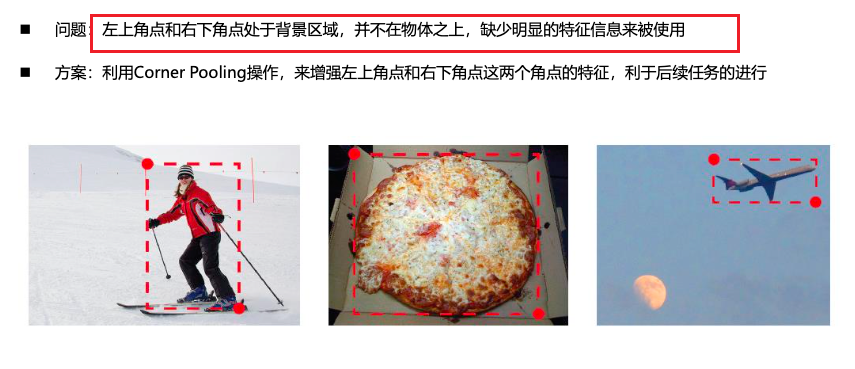 ■ 问题：左上角点和右下角点处于背景区域，并不在物体之上，缺少明显的特征信息来被使用
■ 方案：利用Corner Pooling操作，来增强左上角点和右下角点这两个角点的特征，利于后续任务的进行